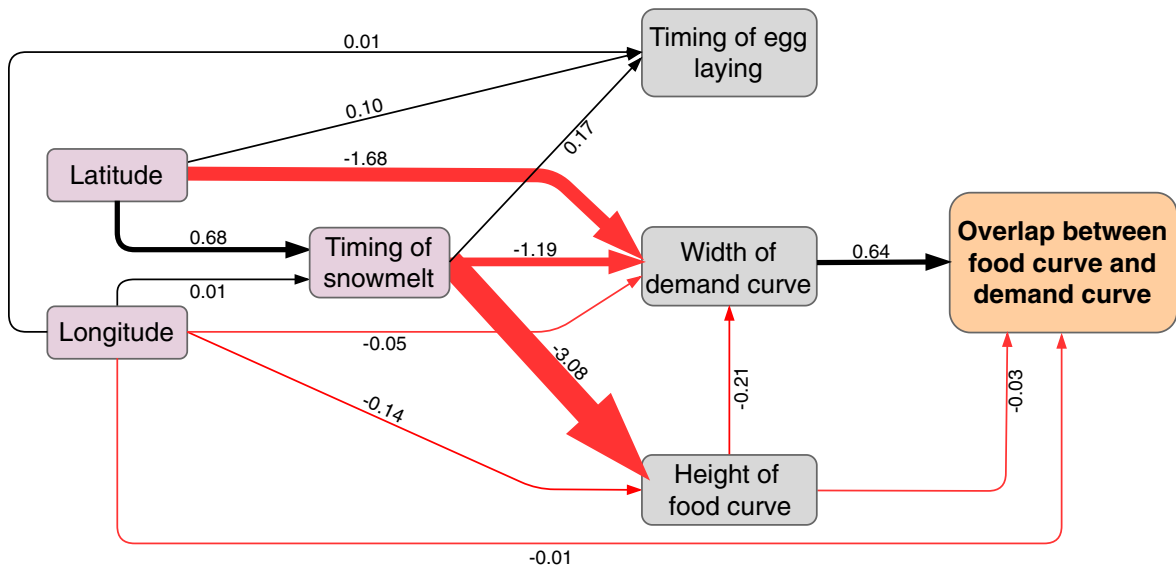 Timing of egg
laying
0.01
0.10
0.17
Latitude
-1.68
0.68
Timing of
snowmelt
-1.19
Width of
demand curve
0.64
Overlap between
food curve and
demand curve
0.01
Longitude
-0.05
-3.08
-0.14
-0.21
-0.03
Height of
food curve
-0.01